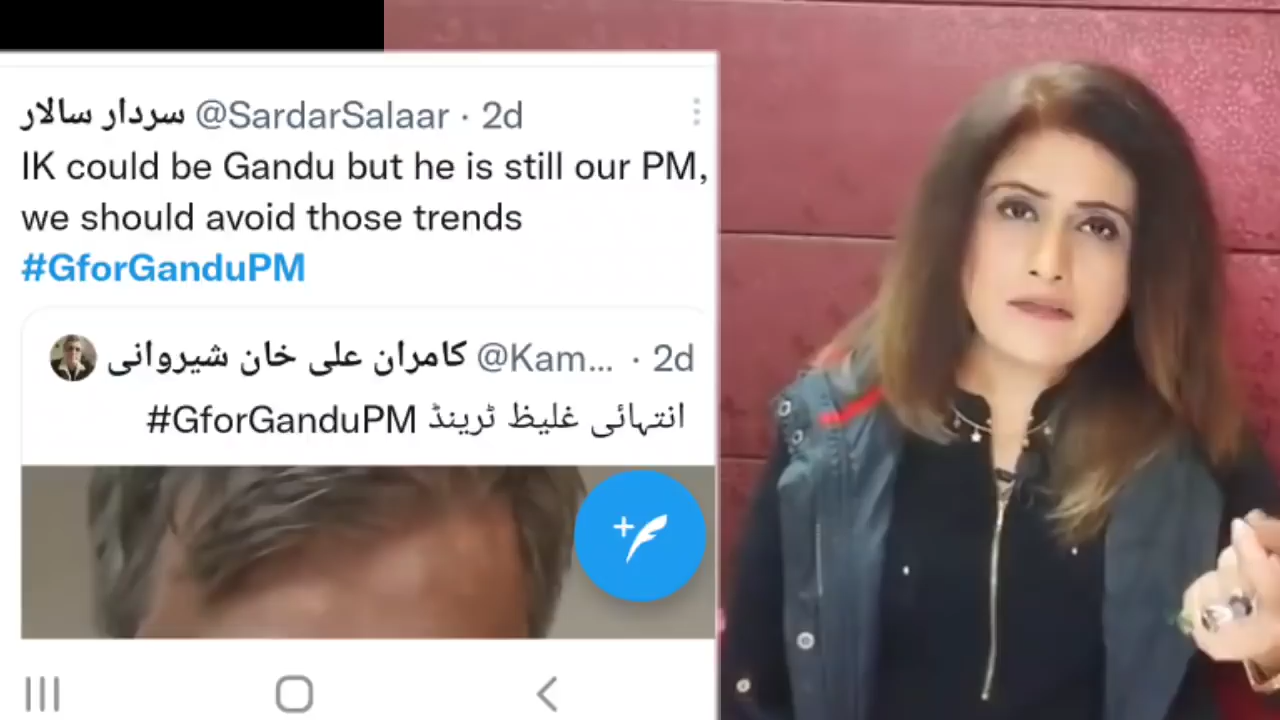 سردار سالار @SardarSalaar · 2d
IK could be Gandu but he is still our PM,
we should avoid those trends
#GforGanduPM
کامران علی خان شیروانی @Kam... · 2d
انتہائی غلیظ ٹرینڈ #GforGanduPM